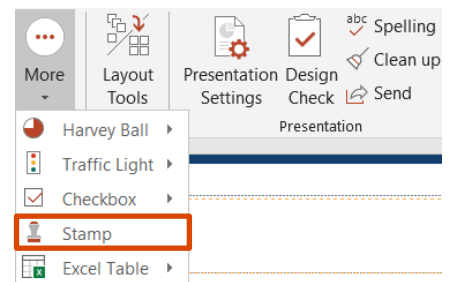 abc Spelling
Clean up
More Layout Presentation Design
Tools Settings Check Send
Presentation
Harvey Ball
Traffic Light
Checkbox
Stamp
Excel Table